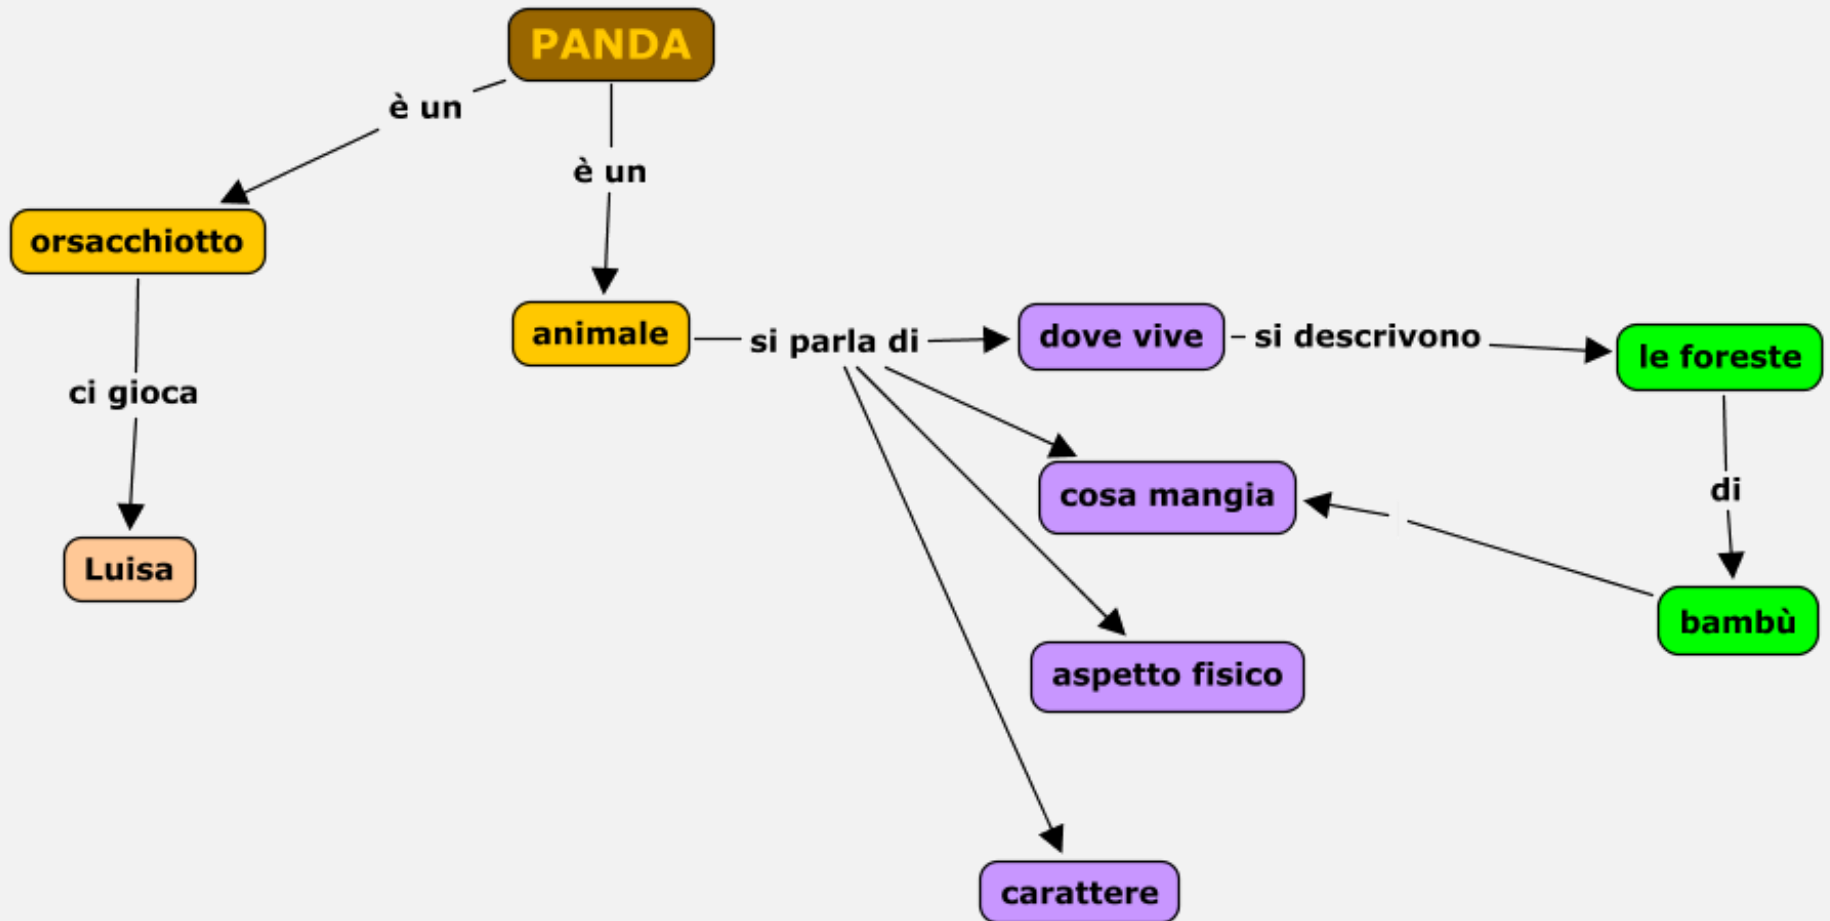 PANDA
è un
è un
orsacchiotto
animale
si parla di
dove vive
si descrivono
le foreste
ci gioca
cosa mangia
di
Luisa
bambù
aspetto fisico
carattere